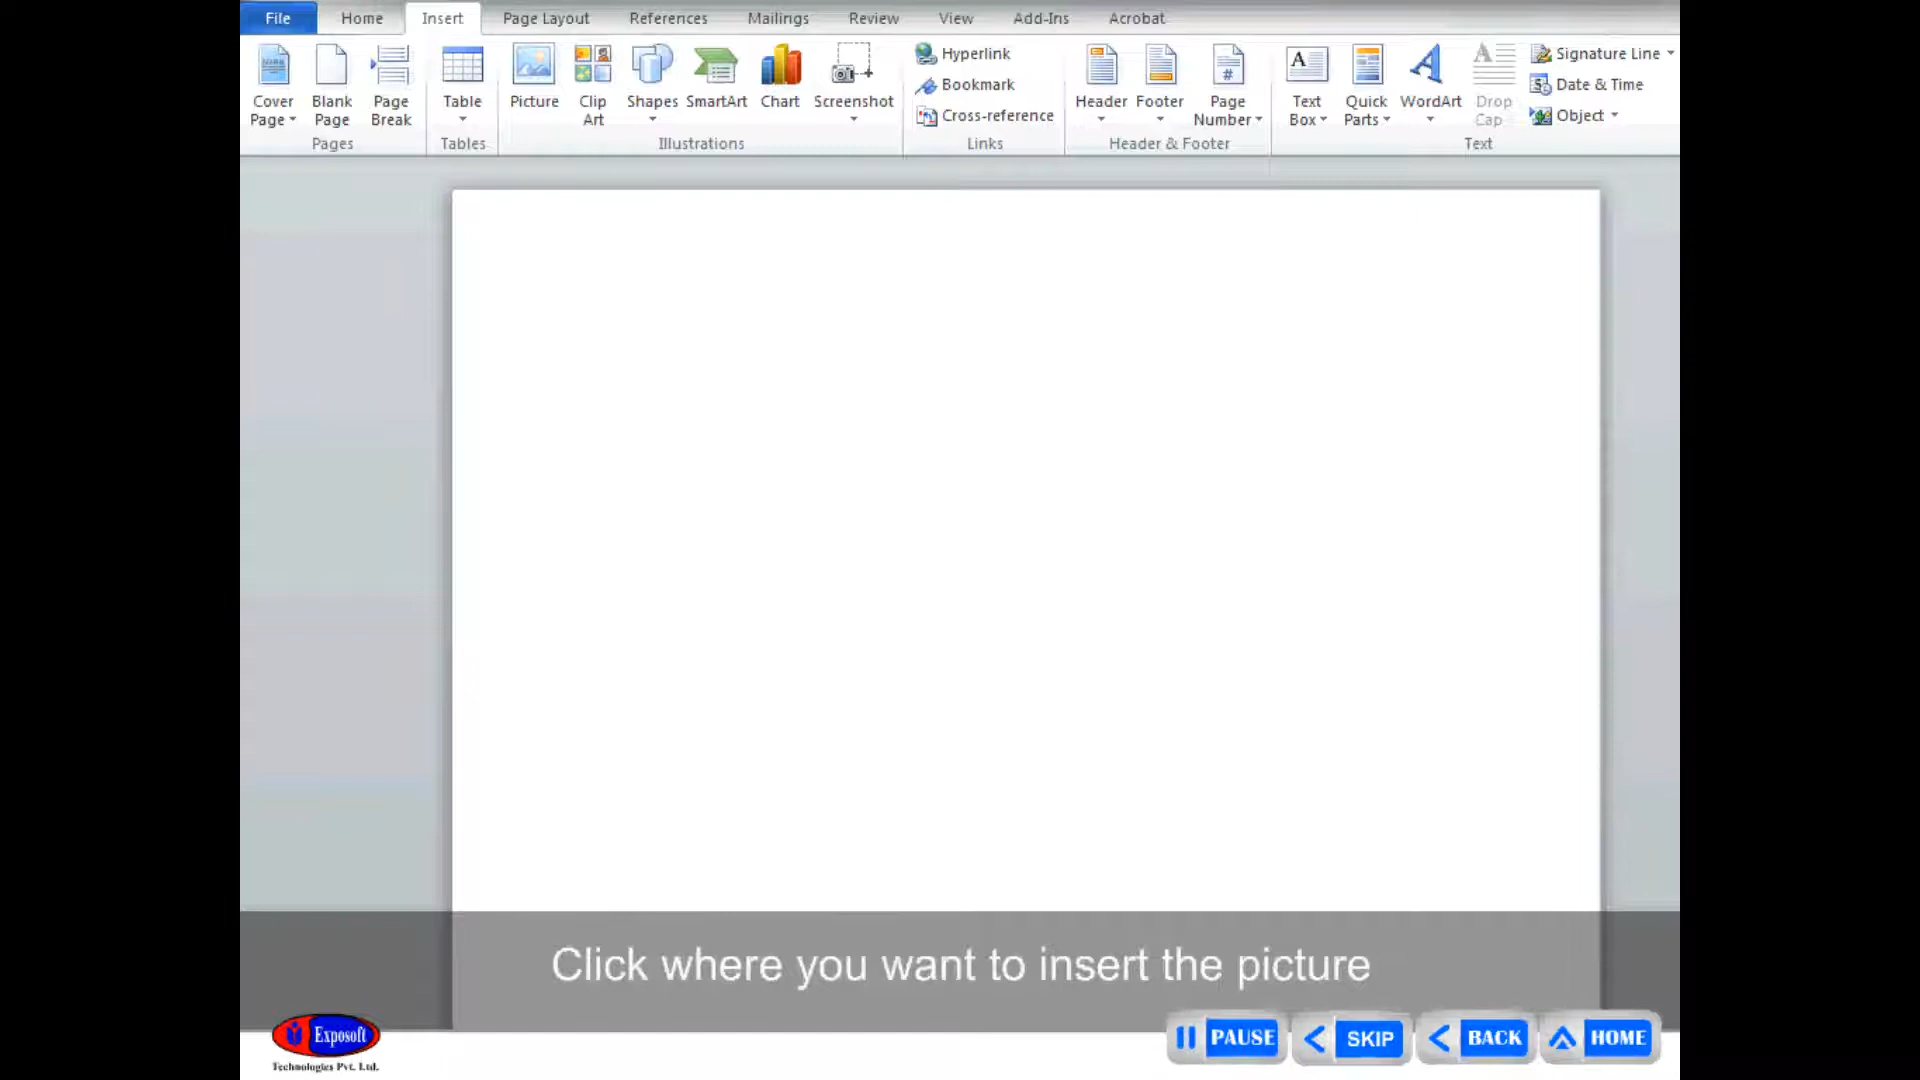 File Home Insert Page Layout References Mailings Review View Add-Ins Acrobat
Cover Page
Blank Page
Page Break
Pages
Table
Tables
Picture
Clip Art
Shapes
SmartArt
Chart
Screenshot
Illustrations
Hyperlink
Bookmark
Cross-reference
Links
Header
Footer
Page Number
#
Header & Footer
A
Text Box
Quick Parts
A
WordArt
A
Drop Cap
Signature Line
Date & Time
5
Object
Text
Click where you want to insert the picture
Exposoft
Technologies Pvt. Ltd.
PAUSE
SKIP
BACK
HOME